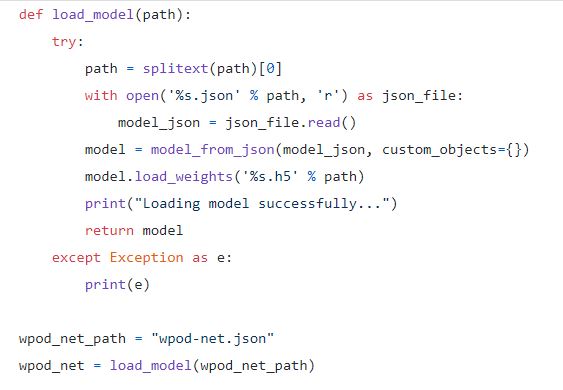 def load_model(path):
    try:
        path = splitext(path)[0]
        with open('%s.json' % path, 'r') as json_file:
            model_json = json_file.read()
        model = model_from_json(model_json, custom_objects={})
        model.load_weights('%s.h5' % path)
        print("Loading model successfully...")
        return model
    except Exception as e:
        print(e)

wpod_net_path = "wpod-net.json"
wpod_net = load_model(wpod_net_path)